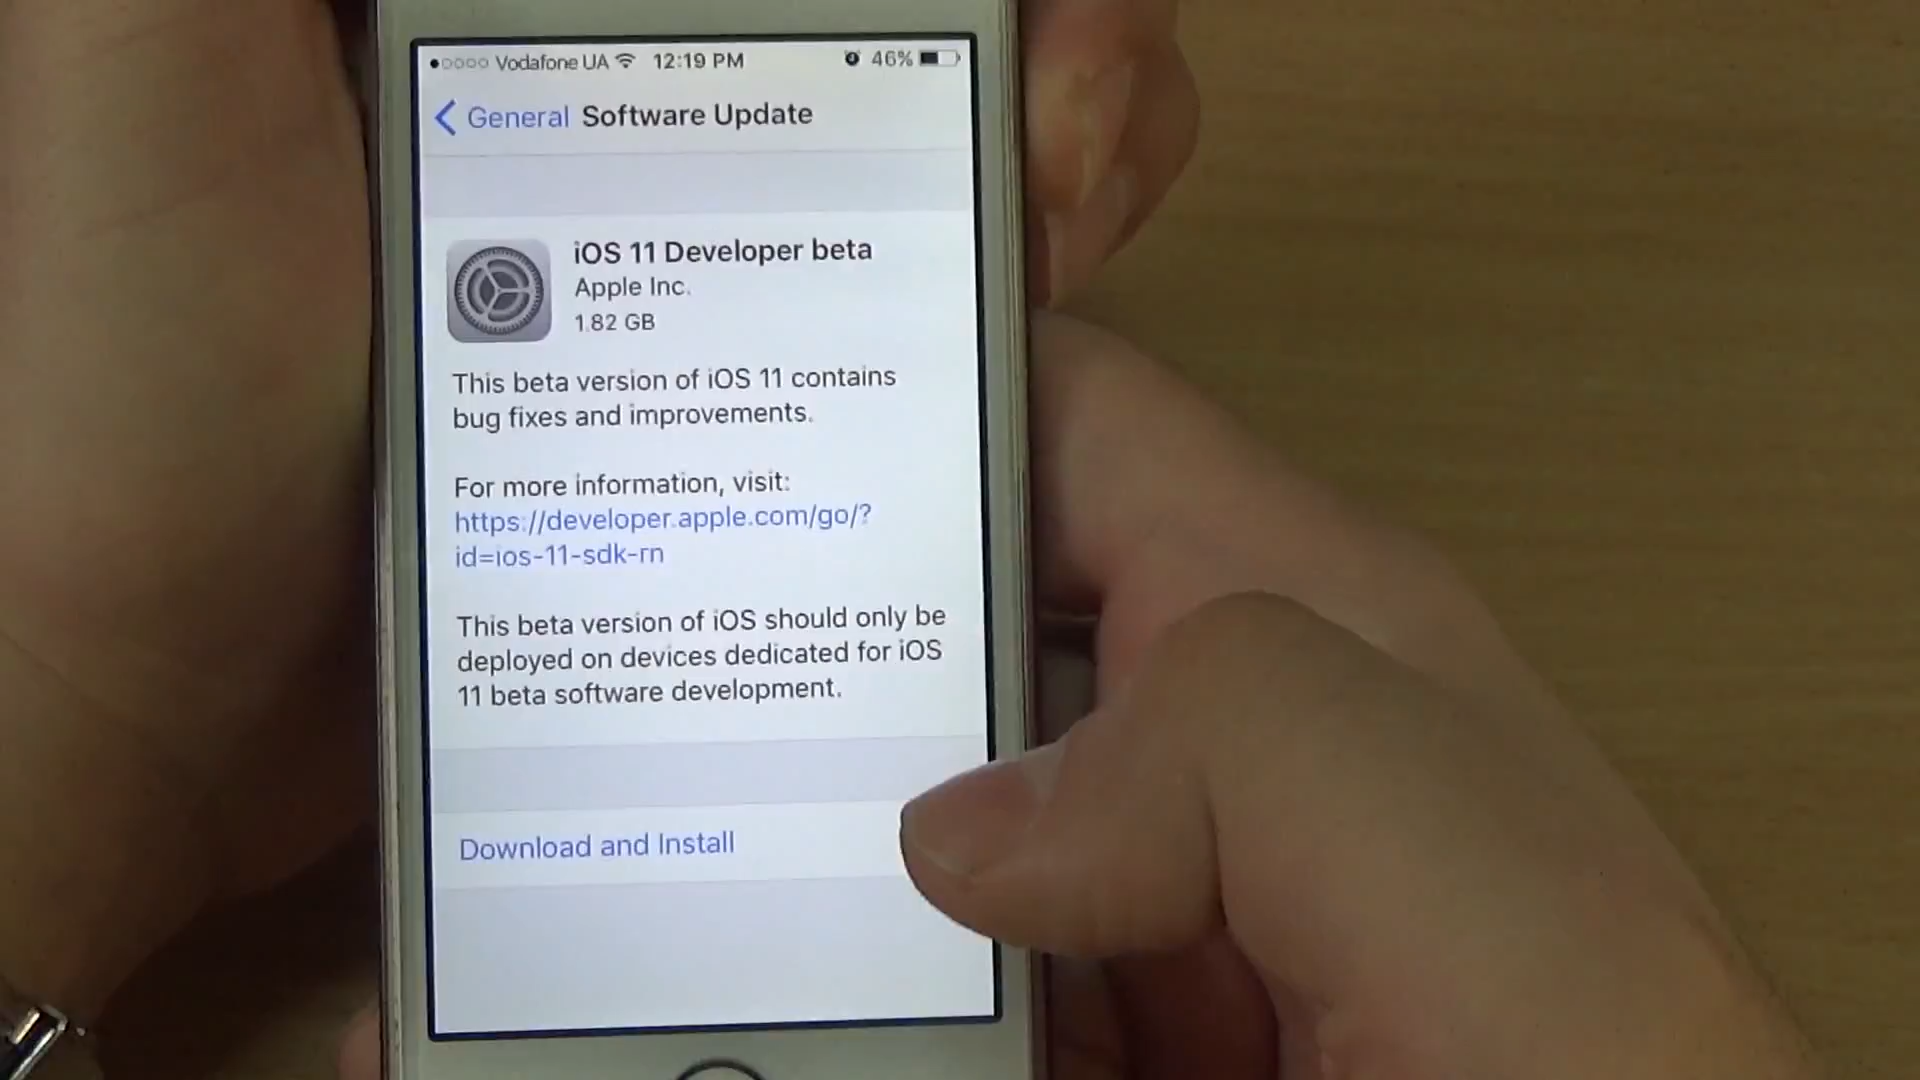 Vodafone UA 12:19 PM 46%
General Software Update
iOS 11 Developer beta
Apple Inc.
1.82 GB
This beta version of iOS 11 contains
bug fixes and improvements.
For more information, visit:
https://developer.apple.com/go/?
id=ios-11-sdk-rn
This beta version of iOS should only be
deployed on devices dedicated for iOS
11 beta software development.
Download and Install